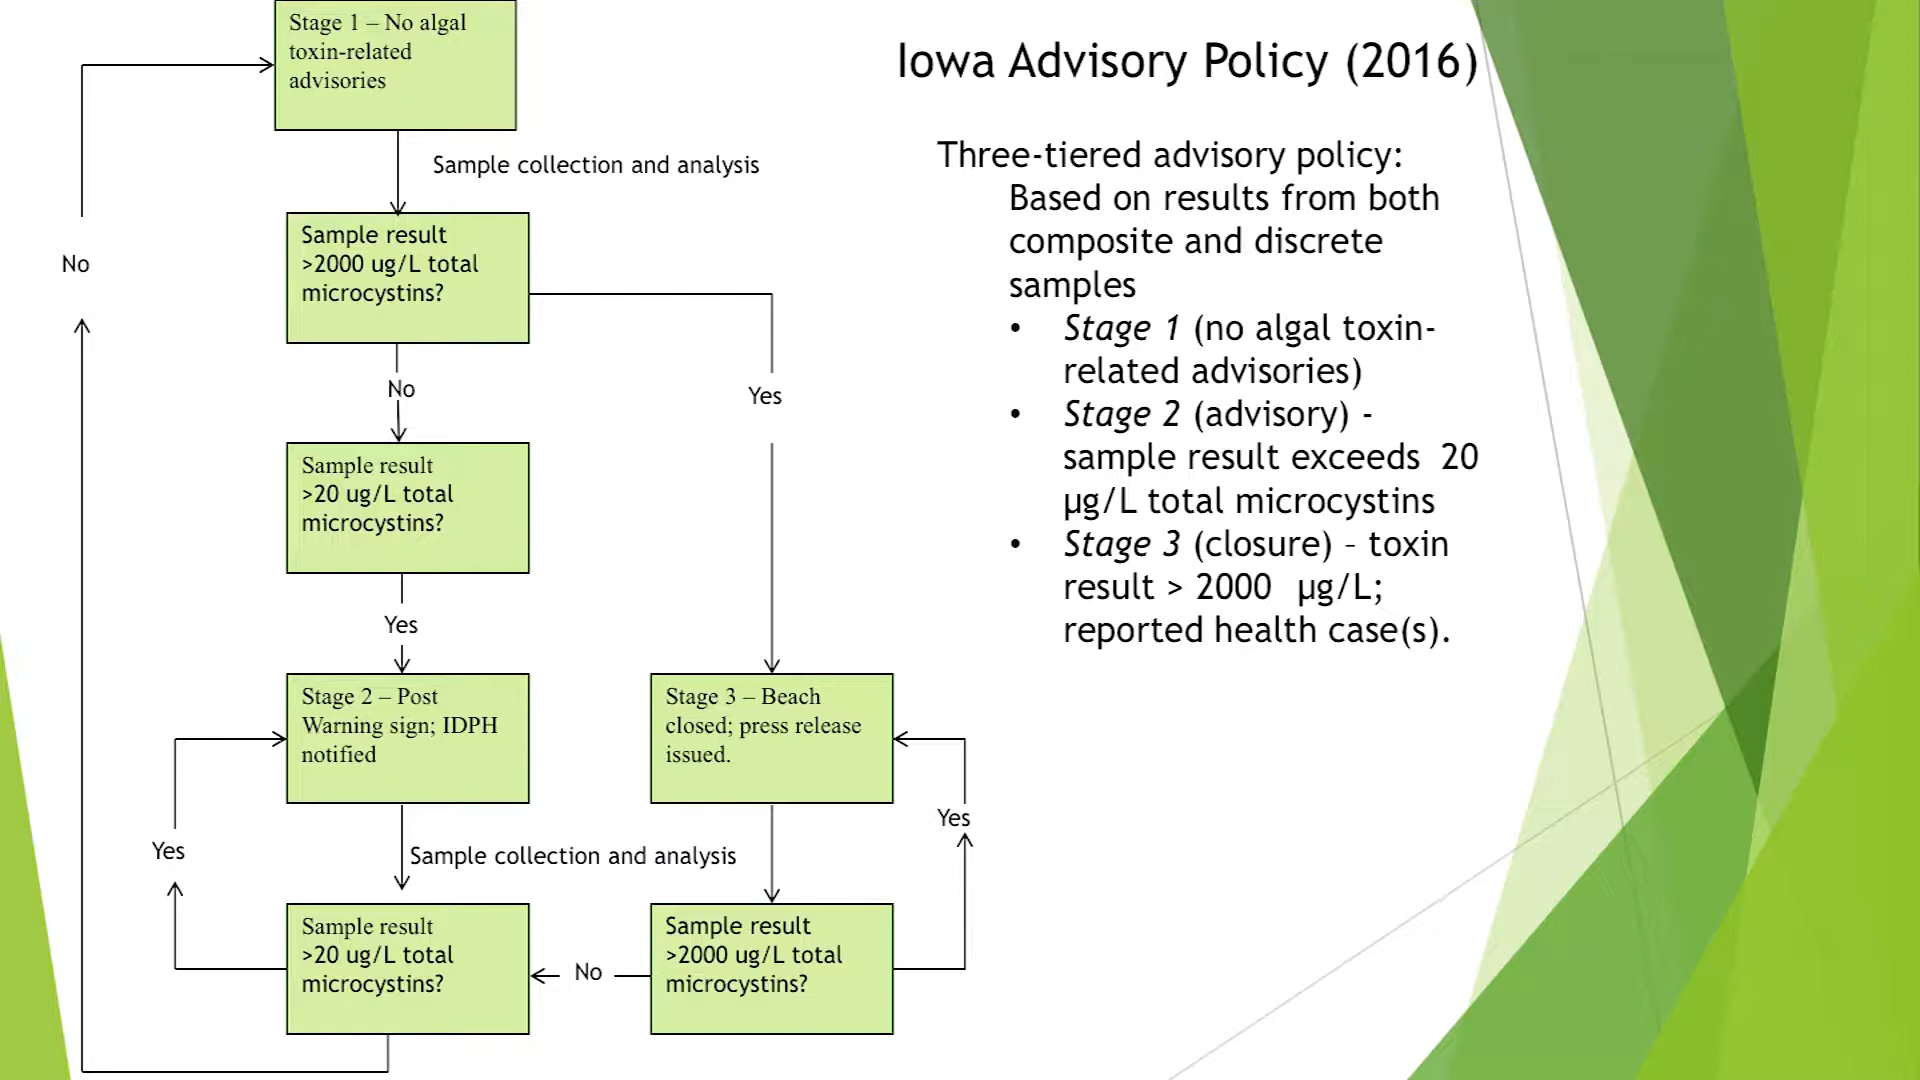 Stage 1 – No algal
toxin-related
advisories
Iowa Advisory Policy (2016)
Sample collection and analysis
Three-tiered advisory policy:
Based on results from both
composite and discrete
samples
• Stage 1 (no algal toxin-
related advisories)
• Stage 2 (advisory) -
sample result exceeds 20
µg/L total microcystins
• Stage 3 (closure) – toxin
result > 2000 µg/L;
reported health case(s).
No
Sample result
>2000 ug/L total
microcystins?
No
Yes
Sample result
>20 ug/L total
microcystins?
Yes
Stage 2 – Post
Warning sign; IDPH
notified
Stage 3 – Beach
closed; press release
issued.
Yes
Yes
Sample collection and analysis
Sample result
>20 ug/L total
microcystins?
No
Sample result
>2000 ug/L total
microcystins?